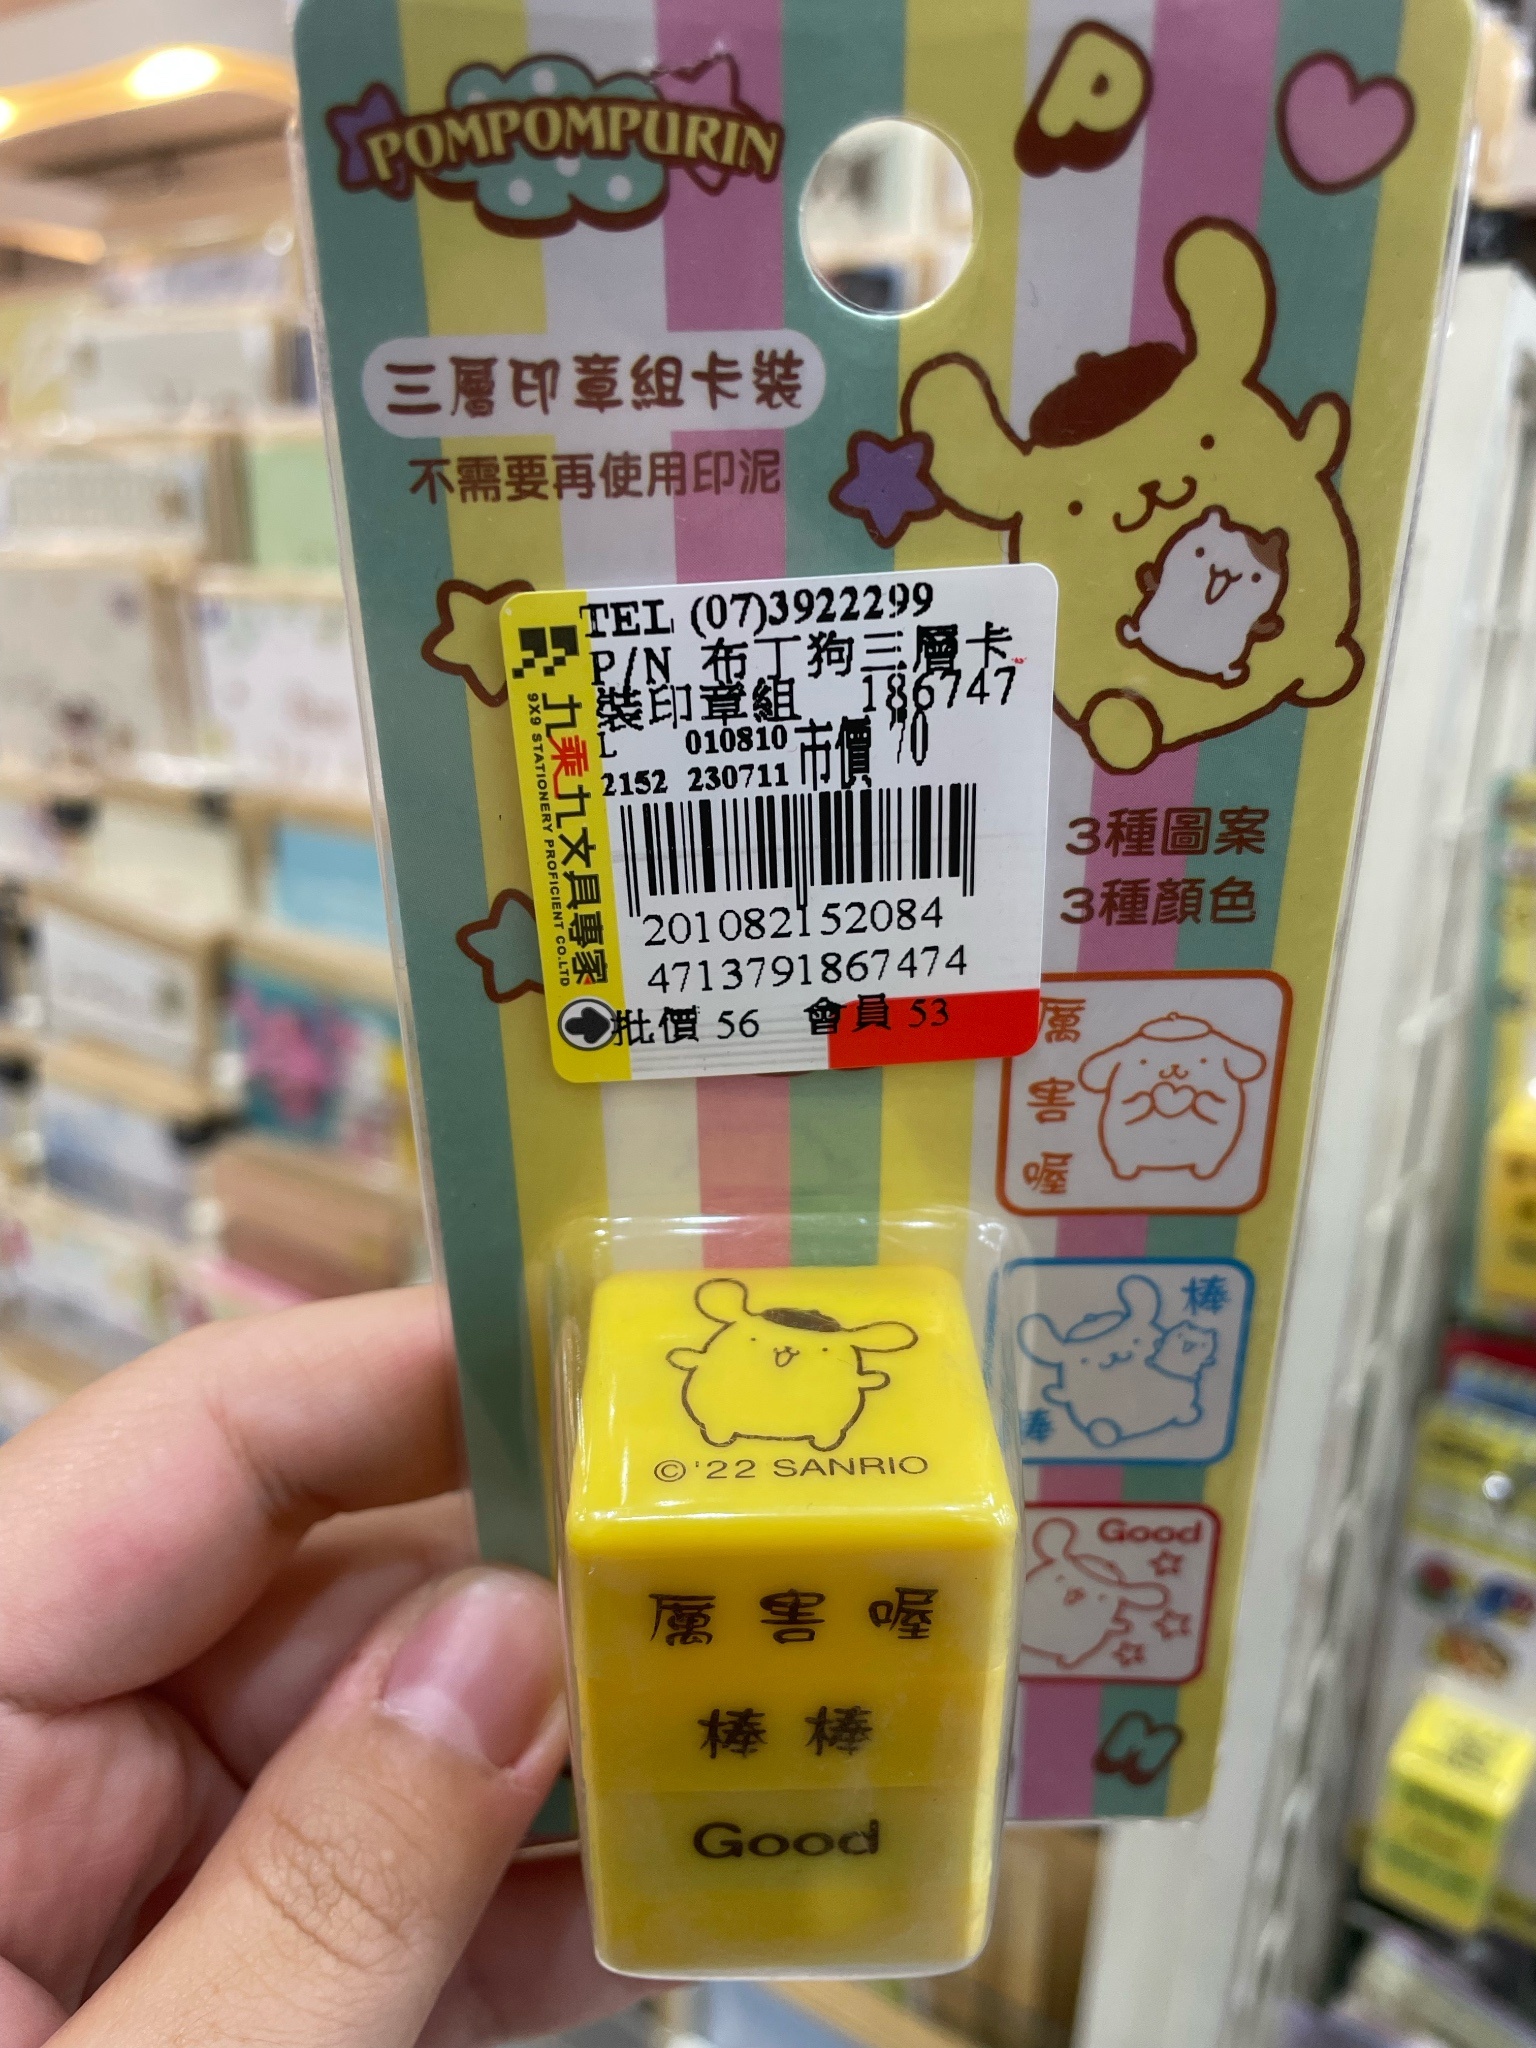 POMPOMPURIN
P
三層印章組卡裝
不需要再使用印泥
TEL (07)3922299
P/N 布丁狗三層卡
裝印章組 186747
L 010810 市價 70
2152 230711
201082152084
4713791867474
批價 56 會員 53
九乘九文具專家
9X9 STATIONERY PROFICIENT CO.LTD
3種圖案
3種顏色
厲害喔
棒棒
Good
©'22 SANRIO
厲害喔
棒棒
Good
M